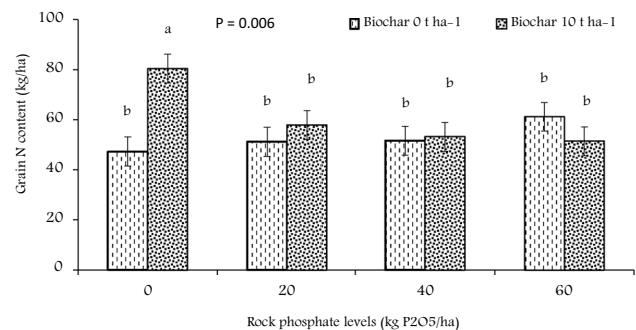 P = 0.006
Biochar 0 t ha-1
Biochar 10 t ha-1
Grain N content (kg/ha)
100
80
60
40
20
0
b
a
b
b
b
b
b
b
0
20
40
60
Rock phosphate levels (kg P2O5/ha)